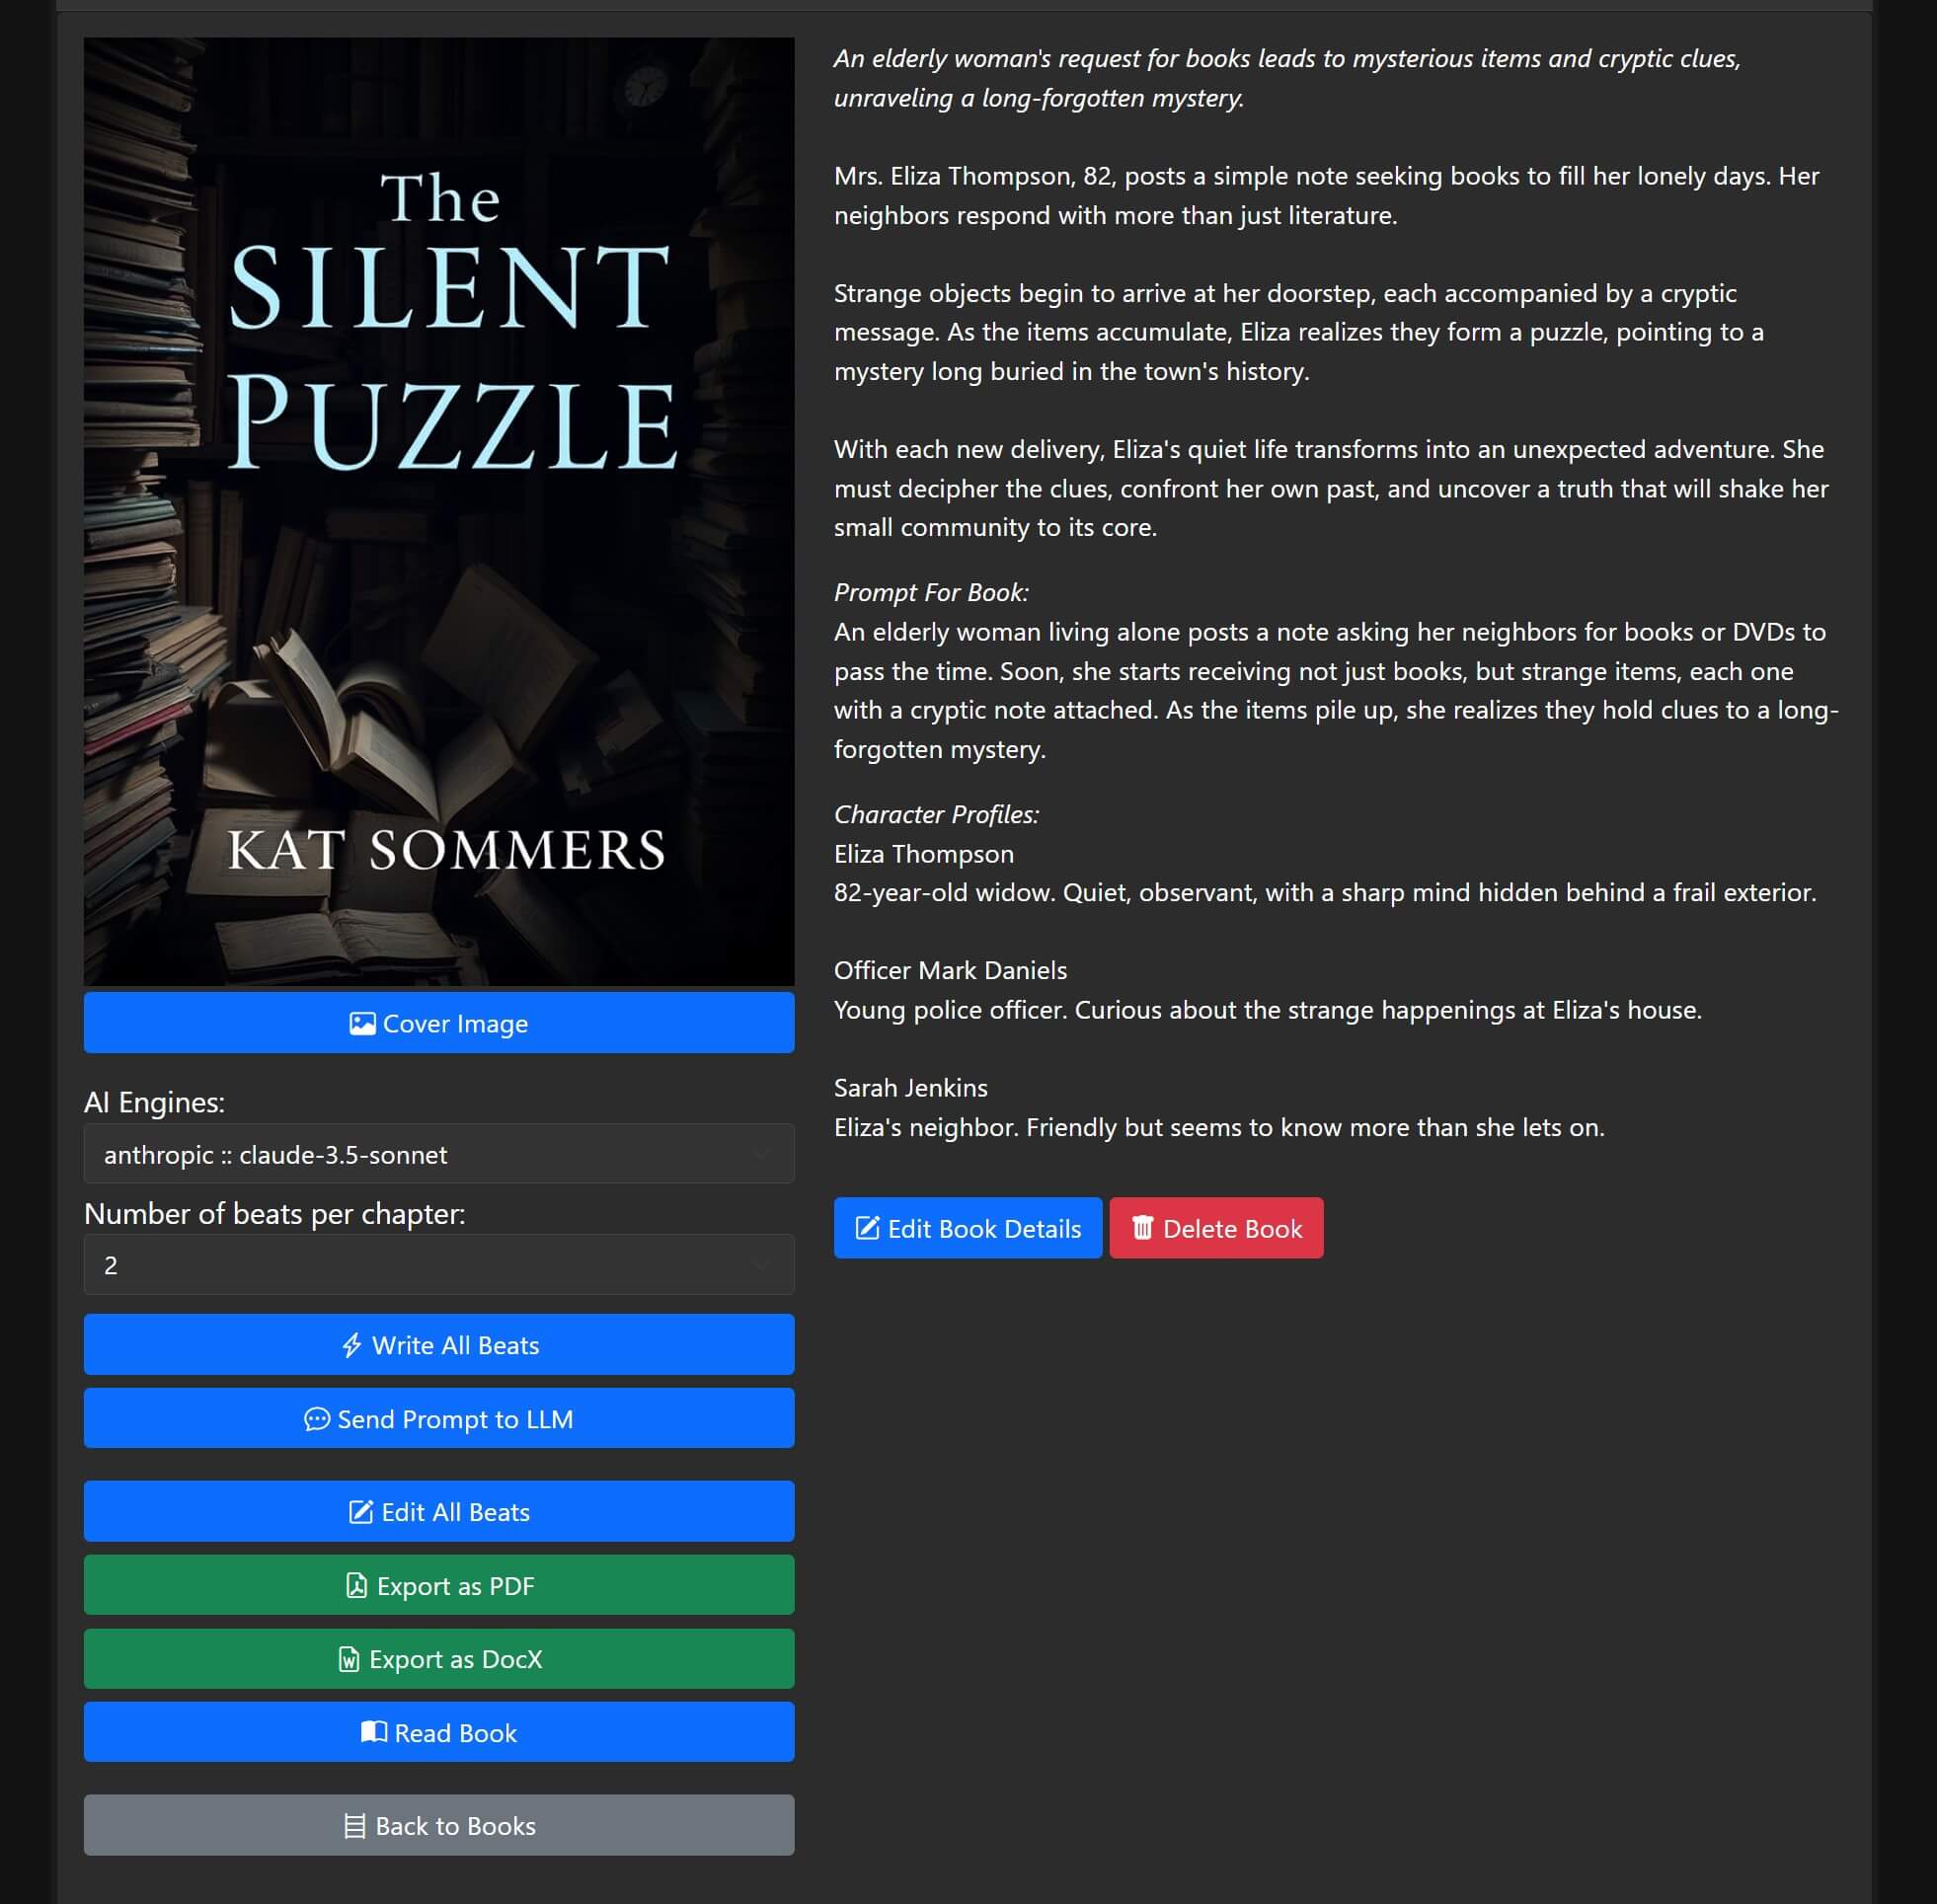 The
SILENT
PUZZLE
KAT SOMMERS
Cover Image
AI Engines:
anthropic :: claude-3.5-sonnet
Number of beats per chapter:
2
Write All Beats
Send Prompt to LLM
Edit All Beats
Export as PDF
Export as DocX
Read Book
Back to Books
An elderly woman's request for books leads to mysterious items and cryptic clues,
unraveling a long-forgotten mystery.
Mrs. Eliza Thompson, 82, posts a simple note seeking books to fill her lonely days. Her
neighbors respond with more than just literature.
Strange objects begin to arrive at her doorstep, each accompanied by a cryptic
message. As the items accumulate, Eliza realizes they form a puzzle, pointing to a
mystery long buried in the town's history.
With each new delivery, Eliza's quiet life transforms into an unexpected adventure. She
must decipher the clues, confront her own past, and uncover a truth that will shake her
small community to its core.
Prompt For Book:
An elderly woman living alone posts a note asking her neighbors for books or DVDs to
pass the time. Soon, she starts receiving not just books, but strange items, each one
with a cryptic note attached. As the items pile up, she realizes they hold clues to a long-
forgotten mystery.
Character Profiles:
Eliza Thompson
82-year-old widow. Quiet, observant, with a sharp mind hidden behind a frail exterior.
Officer Mark Daniels
Young police officer. Curious about the strange happenings at Eliza's house.
Sarah Jenkins
Eliza's neighbor. Friendly but seems to know more than she lets on.
Edit Book Details
Delete Book